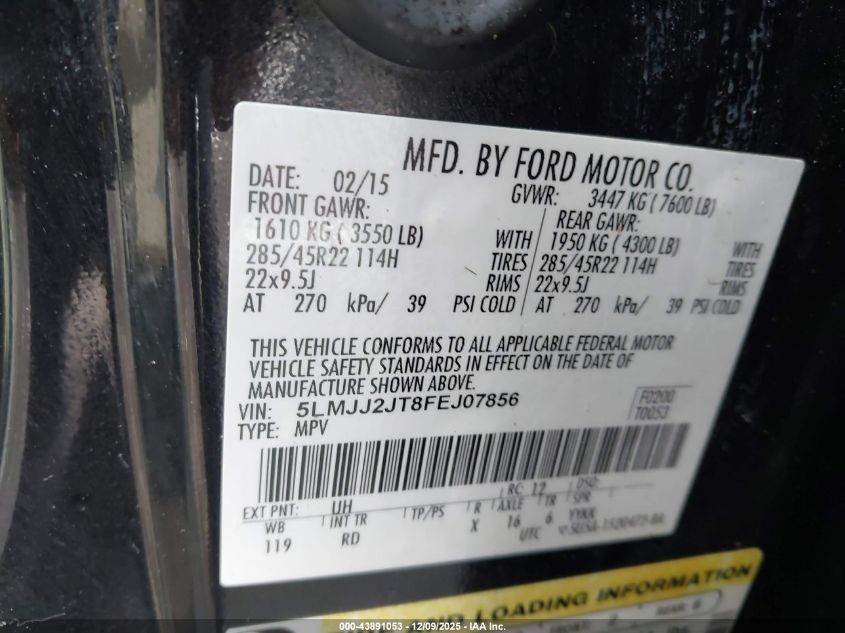 MFD. BY FORD MOTOR CO.
DATE: 02/15 GVWR: 3447 KG ( 7600 LB)
FRONT GAWR: REAR GAWR:
1610 KG ( 3550 LB) WITH 1950 KG ( 4300 LB) WITH
285/45R22 114H TIRES 285/45R22 114H TIRES
22x9.5J RIMS 22x9.5J RIMS
AT 270 kPa/ 39 PSI COLD AT 270 kPa/ 39 PSI COLD
THIS VEHICLE CONFORMS TO ALL APPLICABLE FEDERAL MOTOR
VEHICLE SAFETY STANDARDS IN EFFECT ON THE DATE OF
MANUFACTURE SHOWN ABOVE.
VIN: 5LMJJ2JT8FEJ07856 F0200
TYPE: MPV T0053
RC: 12 DSO:
EXT PNT: UH
WB INT TR TP/PS R AXLE TR SPR
119 RD X 16 6 YYKK
UTC
LOADING INFORMATION
000-43891053 - 12/09/2025 - IAA Inc.